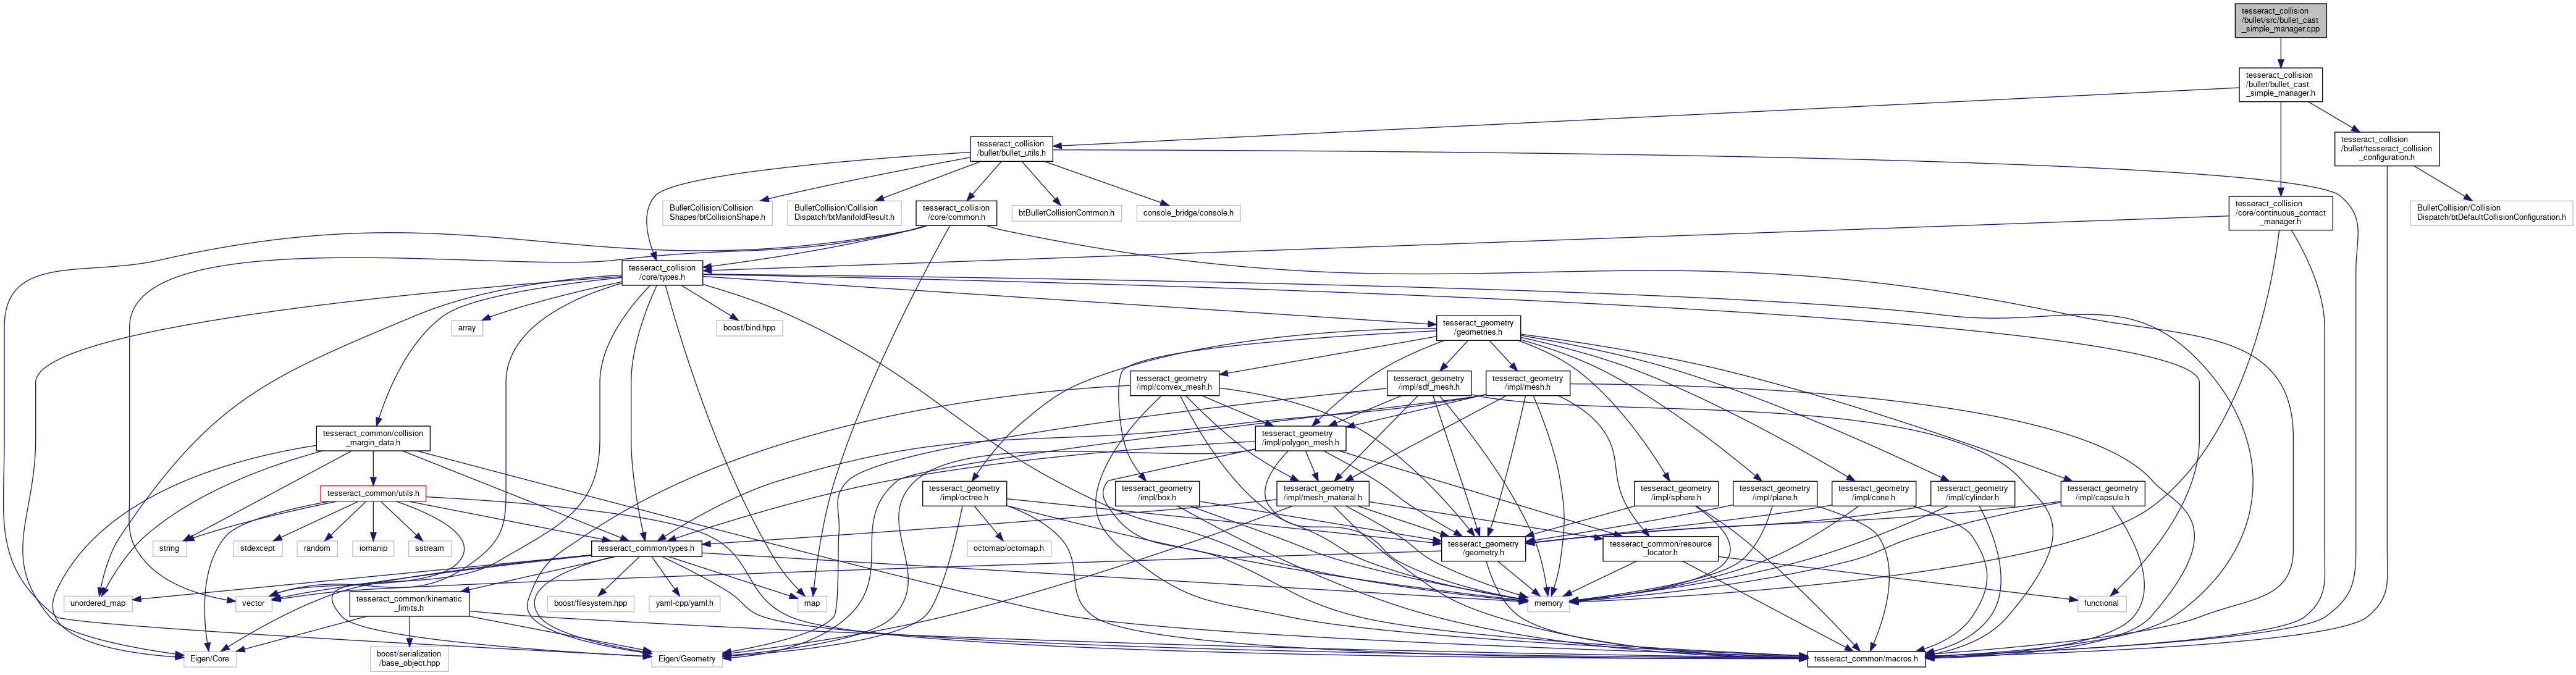 tesseract_collision
/bullet/src/bullet_cast
_simple_manager.cpp
tesseract_collision
/bullet/bullet_cast
_simple_manager.h
tesseract_collision
/bullet/bullet_utils.h
tesseract_collision
/bullet/tesseract_collision
_configuration.h
BulletCollision/Collision
Shapes/btCollisionShape.h
BulletCollision/Collision
Dispatch/btManifoldResult.h
tesseract_collision
/core/common.h
btBulletCollisionCommon.h
console_bridge/console.h
tesseract_collision
/core/continuous_contact
_manager.h
BulletCollision/Collision
Dispatch/btDefaultCollisionConfiguration.h
tesseract_collision
/core/types.h
array
boost/bind.hpp
tesseract_geometry
/geometries.h
tesseract_geometry
/impl/convex_mesh.h
tesseract_geometry
/impl/sdf_mesh.h
tesseract_geometry
/impl/mesh.h
tesseract_common/collision
_margin_data.h
tesseract_geometry
/impl/polygon_mesh.h
tesseract_common/utils.h
tesseract_geometry
/impl/octree.h
tesseract_geometry
/impl/box.h
tesseract_geometry
/impl/mesh_material.h
tesseract_geometry
/impl/sphere.h
tesseract_geometry
/impl/plane.h
tesseract_geometry
/impl/cone.h
tesseract_geometry
/impl/cylinder.h
tesseract_geometry
/impl/capsule.h
string
stdexcept
random
iomanip
sstream
tesseract_common/types.h
octomap/octomap.h
tesseract_geometry
/geometry.h
tesseract_common/resource
_locator.h
unordered_map
vector
tesseract_common/kinematic
_limits.h
boost/filesystem.hpp
yaml-cpp/yaml.h
map
memory
functional
Eigen/Core
boost/serialization
/base_object.hpp
Eigen/Geometry
tesseract_common/macros.h